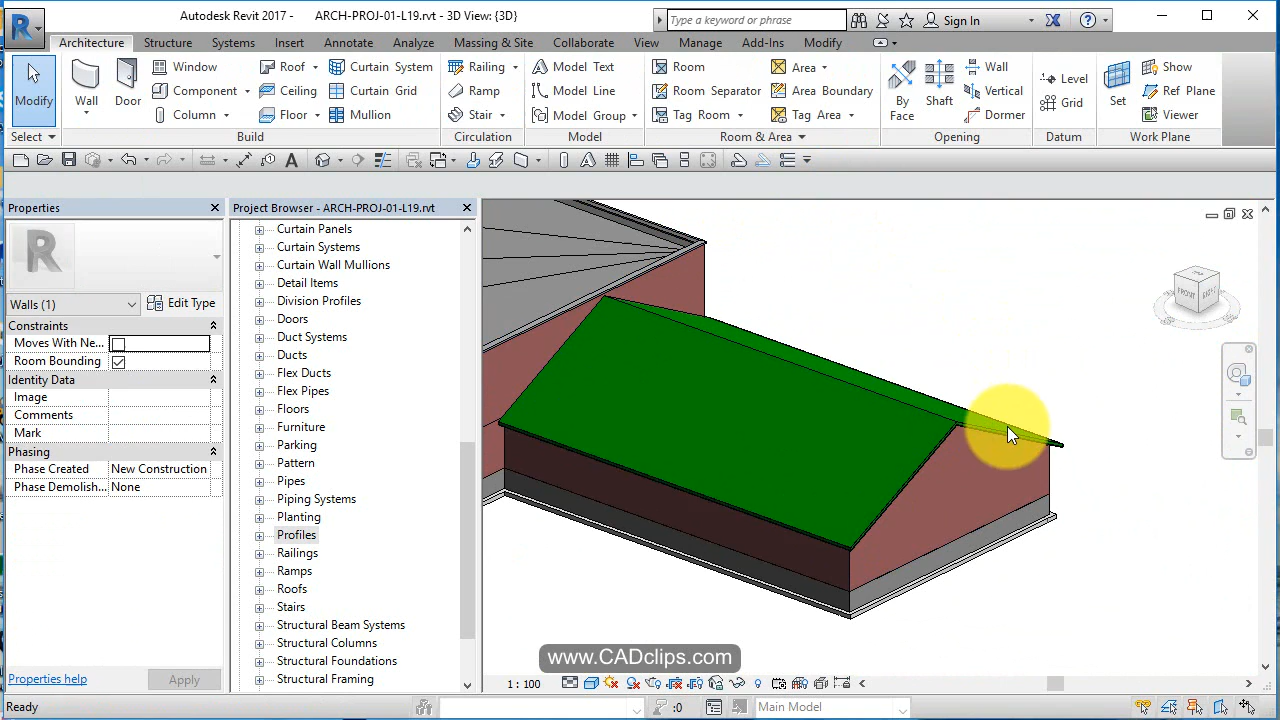 Autodesk Revit 2017 - ARCH-PROJ-01-L19.rvt - 3D View: {3D}
Type a keyword or phrase
Sign In
Architecture Structure Systems Insert Annotate Analyze Massing & Site Collaborate View Manage Add-Ins Modify
Modify
Select
Wall
Door
Window
Component
Column
Roof
Ceiling
Floor
Curtain System
Curtain Grid
Mullion
Build
Railing
Ramp
Stair
Circulation
Model Text
Model Line
Model Group
Model
Room
Room Separator
Tag Room
Area
Area Boundary
Tag Area
Room & Area
By
Face
Shaft
Wall
Vertical
Dormer
Opening
Level
Grid
Datum
Set
Show
Ref Plane
Viewer
Work Plane
Properties
R
Walls (1)
Edit Type
Constraints
Moves With Ne...
Room Bounding
Identity Data
Image
Comments
Mark
Phasing
Phase Created New Construction
Phase Demolish... None
Properties help
Apply
Project Browser - ARCH-PROJ-01-L19.rvt
Curtain Panels
Curtain Systems
Curtain Wall Mullions
Detail Items
Division Profiles
Doors
Duct Systems
Ducts
Flex Ducts
Flex Pipes
Floors
Furniture
Parking
Pattern
Pipes
Piping Systems
Planting
Profiles
Railings
Ramps
Roofs
Stairs
Structural Beam Systems
Structural Columns
Structural Foundations
Structural Framing
FRONT
www.CADclips.com
1 : 100
Ready
:0
Main Model